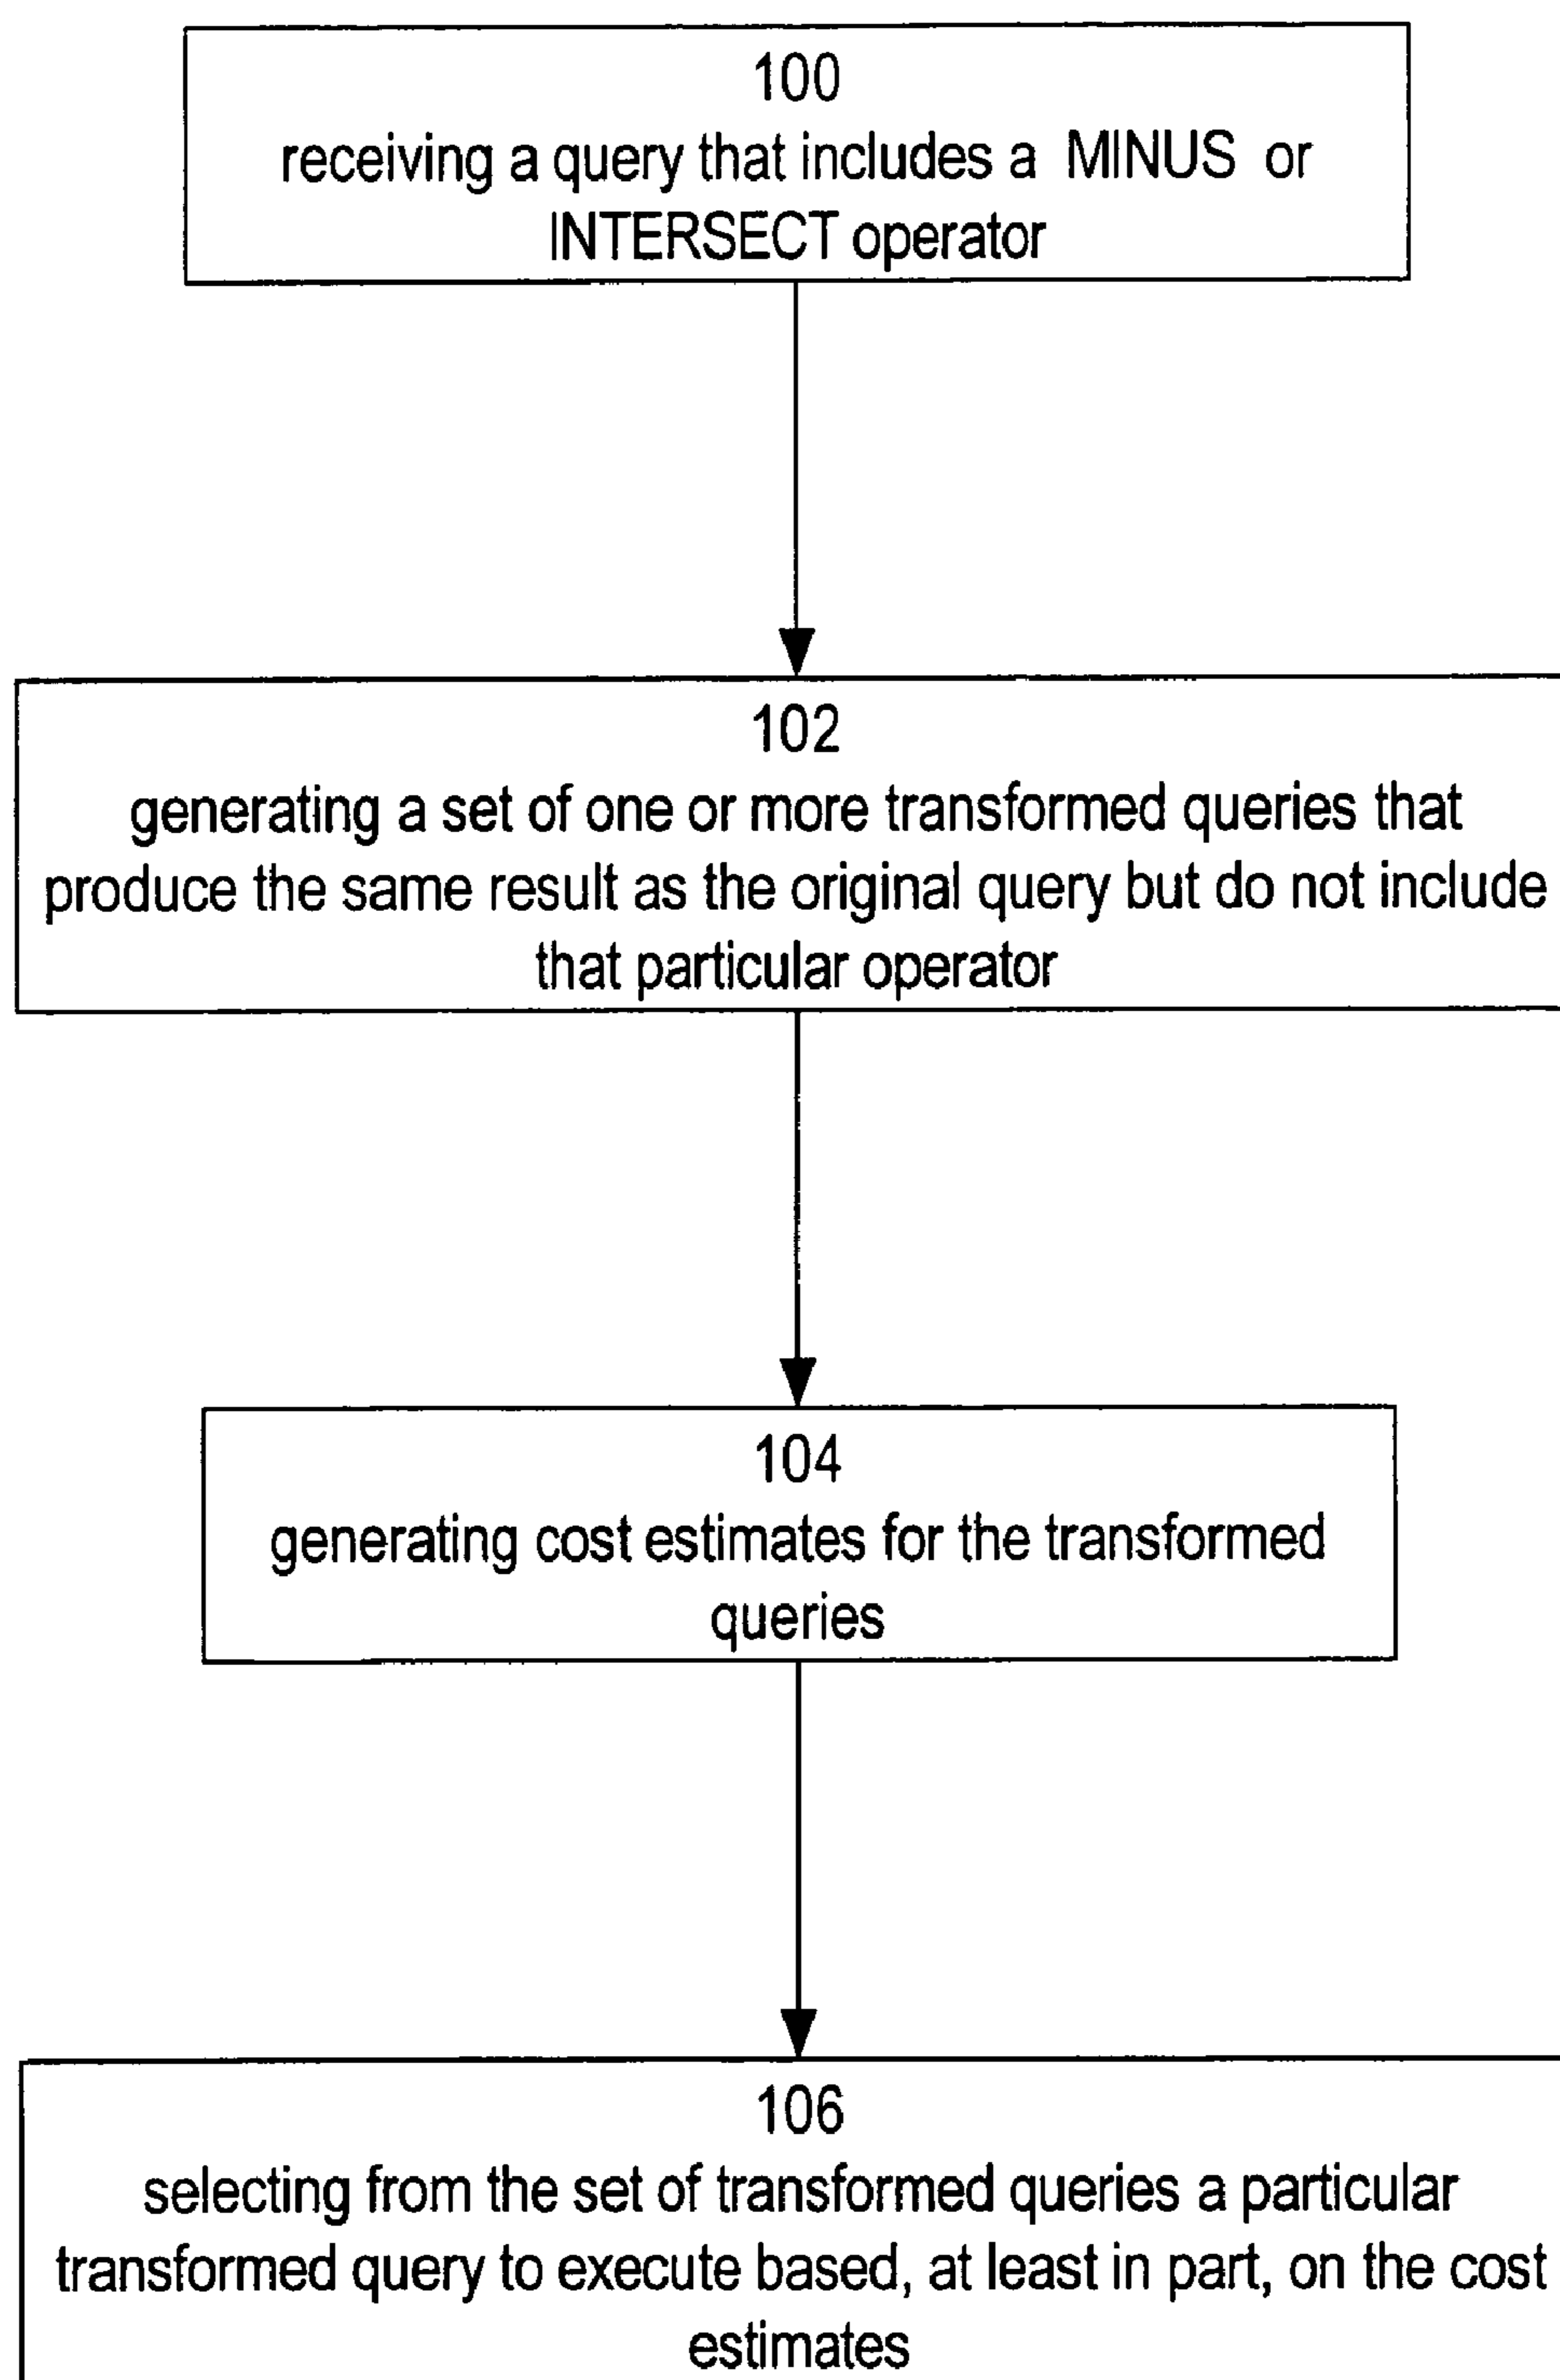 100
receiving a query that includes a MINUS or
INTERSECT operator
102
generating a set of one or more transformed queries that
produce the same result as the original query but do not include
that particular operator
104
generating cost estimates for the transformed
queries
106
selecting from the set of transformed queries a particular
transformed query to execute based, at least in part, on the cost
estimates